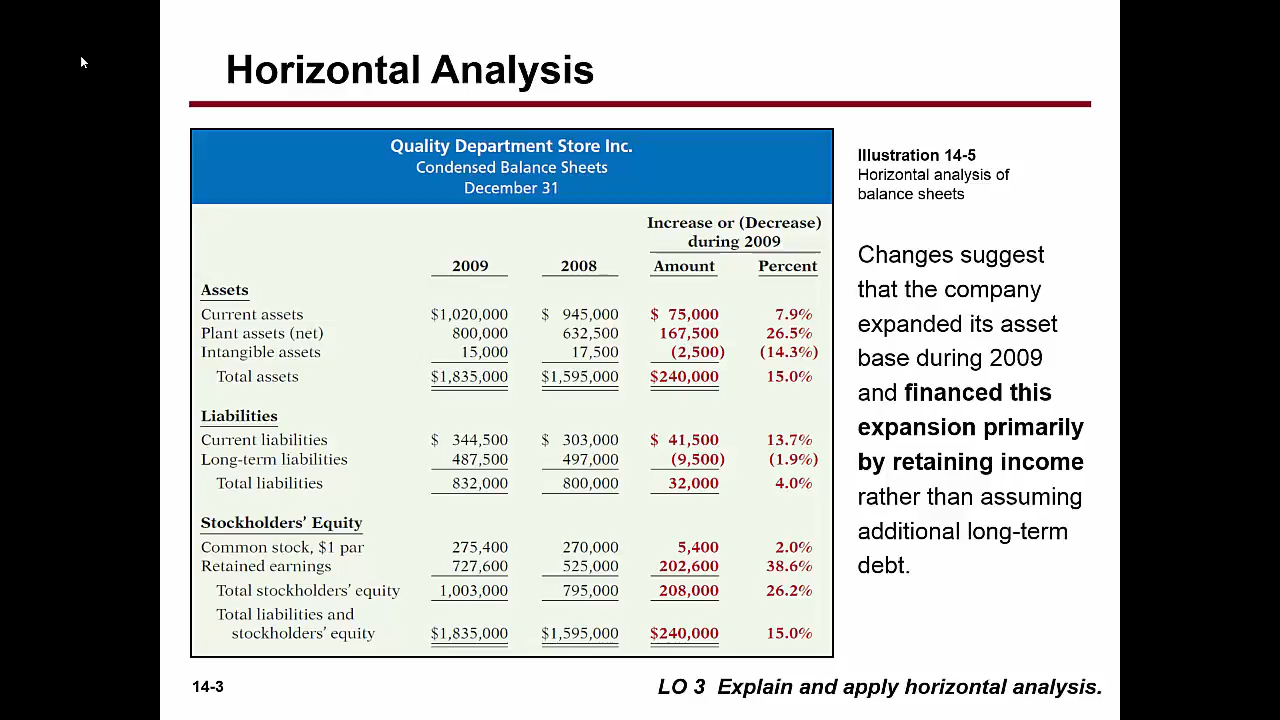 Horizontal Analysis
Quality Department Store Inc.
Condensed Balance Sheets
December 31
Increase or (Decrease)
during 2009
2009 2008 Amount Percent
Assets
Current assets $1,020,000 $ 945,000 $ 75,000 7.9%
Plant assets (net) 800,000 632,500 167,500 26.5%
Intangible assets 15,000 17,500 (2,500) (14.3%)
Total assets $1,835,000 $1,595,000 $240,000 15.0%
Liabilities
Current liabilities $ 344,500 $ 303,000 $ 41,500 13.7%
Long-term liabilities 487,500 497,000 (9,500) (1.9%)
Total liabilities 832,000 800,000 32,000 4.0%
Stockholders’ Equity
Common stock, $1 par 275,400 270,000 5,400 2.0%
Retained earnings 727,600 525,000 202,600 38.6%
Total stockholders’ equity 1,003,000 795,000 208,000 26.2%
Total liabilities and
stockholders’ equity $1,835,000 $1,595,000 $240,000 15.0%
Illustration 14-5
Horizontal analysis of
balance sheets
Changes suggest
that the company
expanded its asset
base during 2009
and financed this
expansion primarily
by retaining income
rather than assuming
additional long-term
debt.
14-3
LO 3 Explain and apply horizontal analysis.